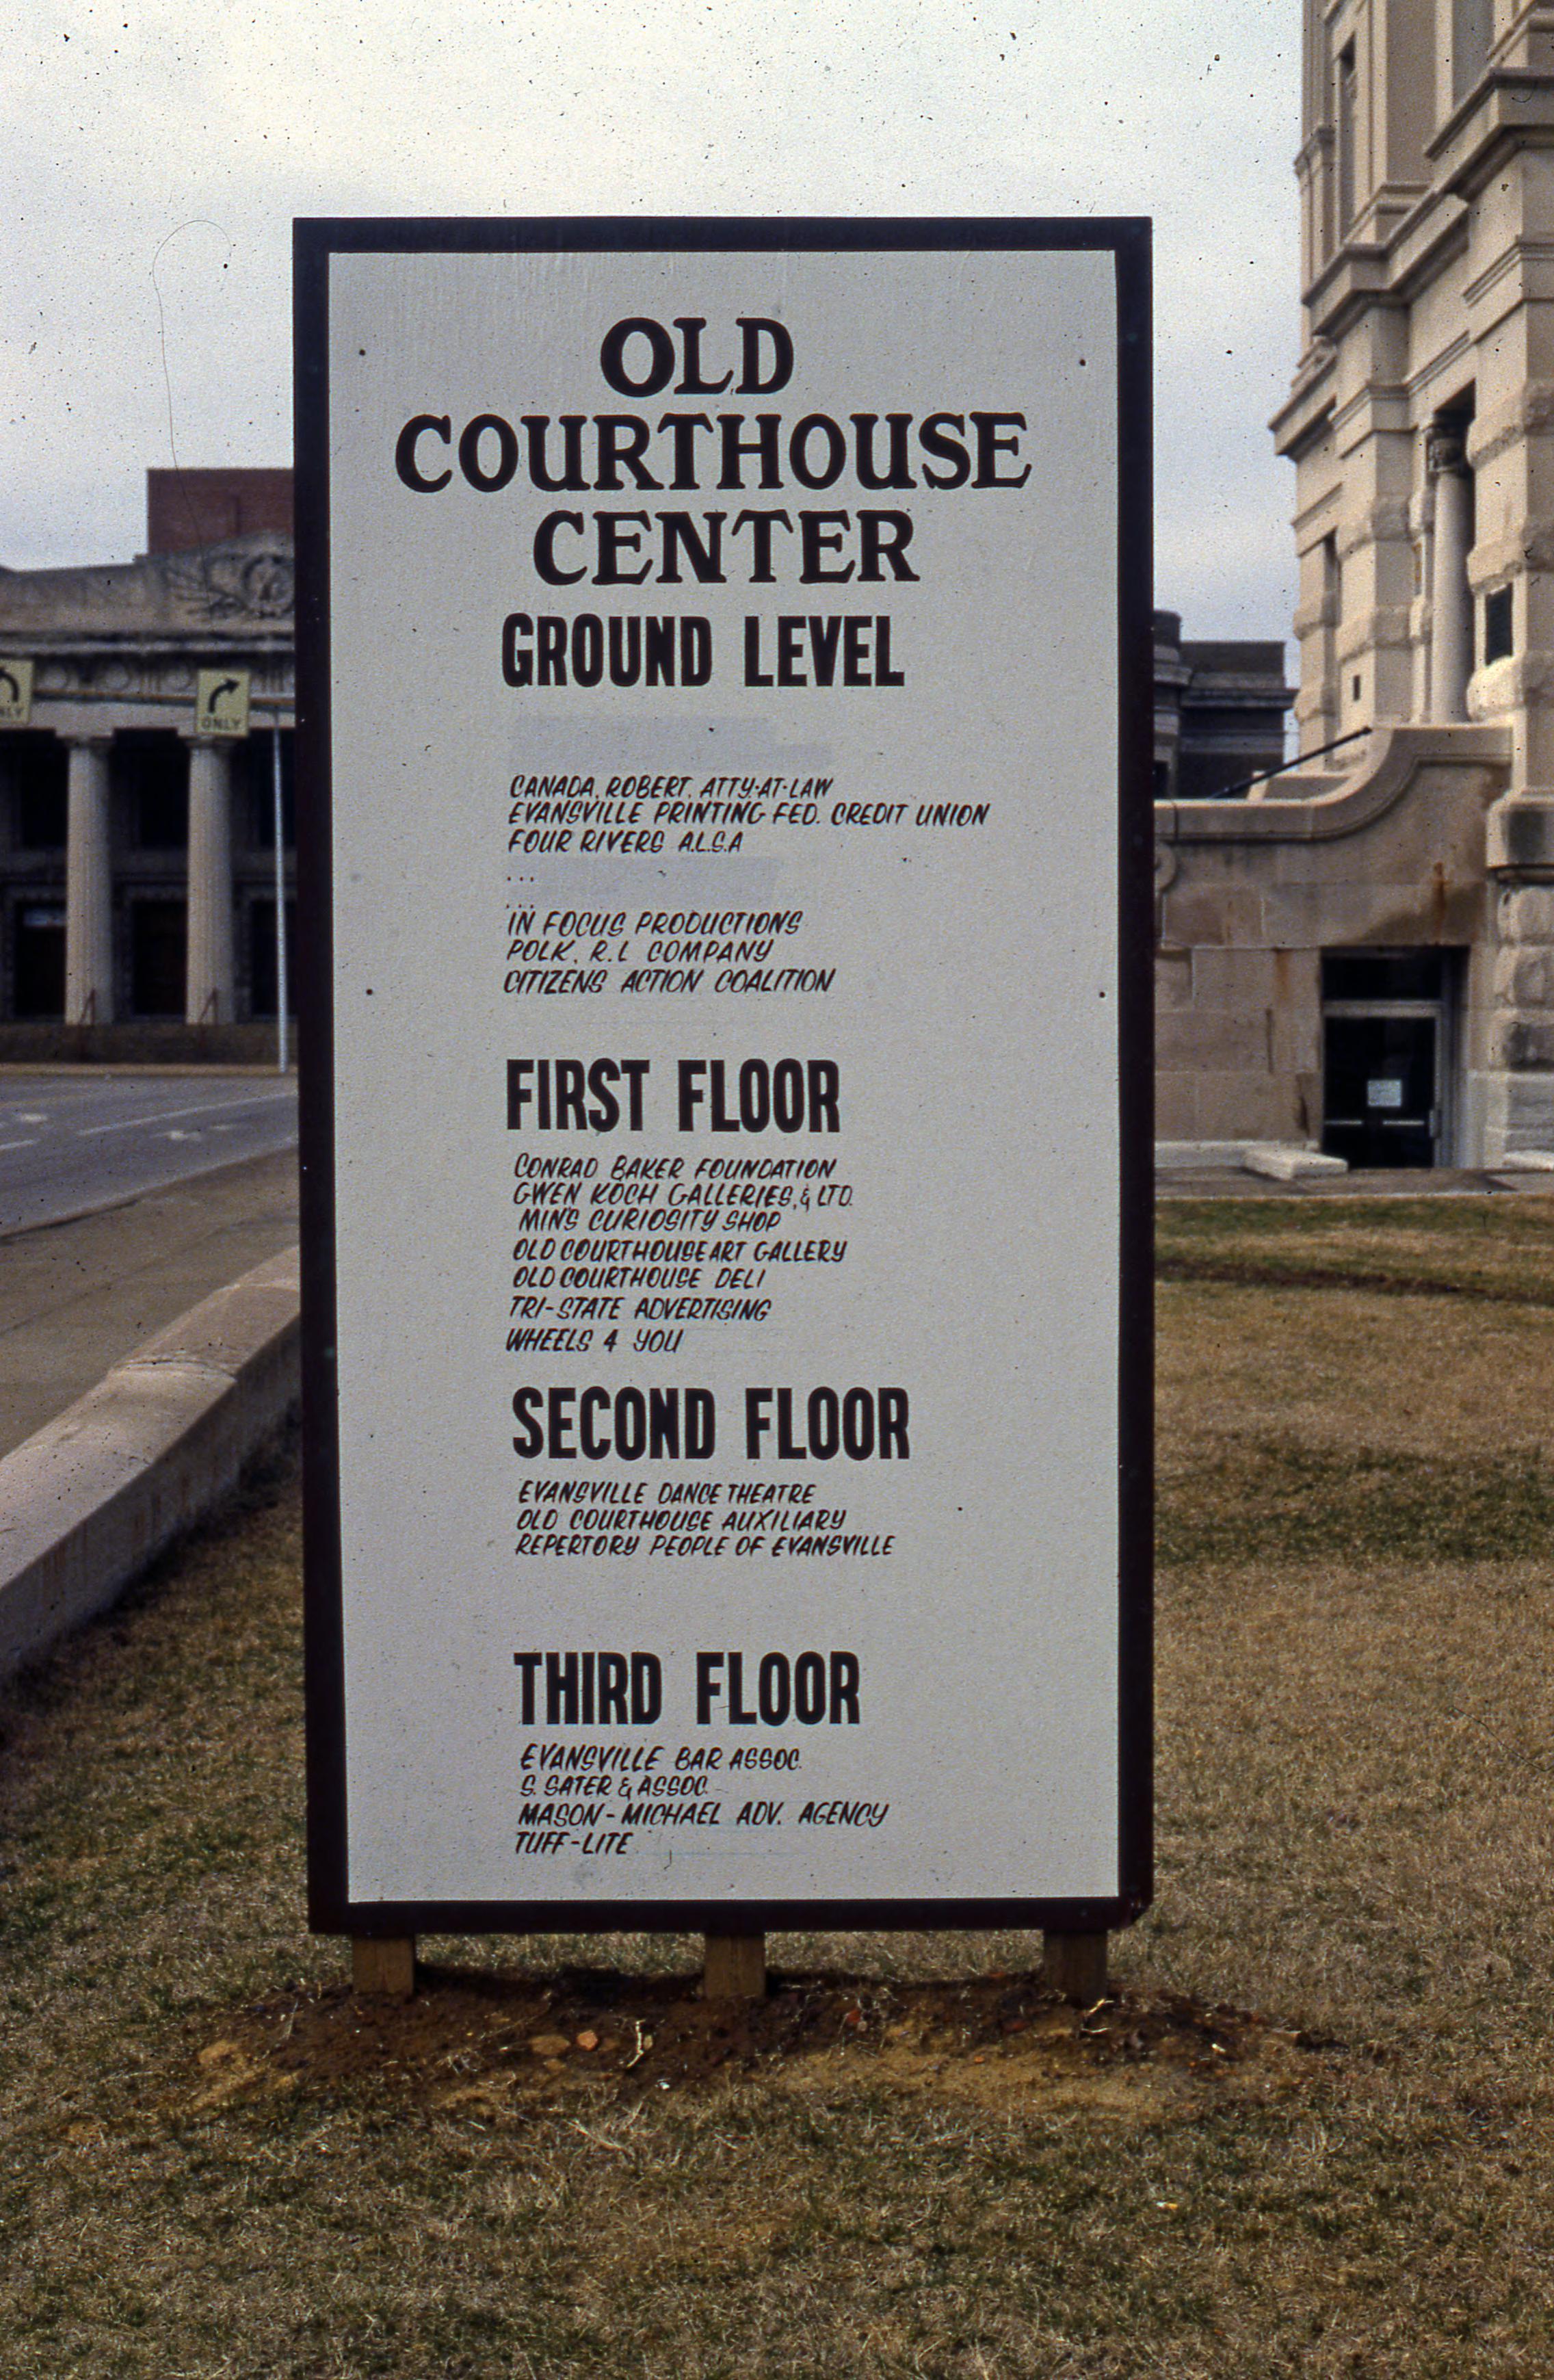 OLD
COURTHOUSE
CENTER
GROUND LEVEL
CANADA, ROBERT. ATTY-AT-LAW
EVANSVILLE PRINTING FED. CREDIT UNION
FOUR RIVERS A.L.S.A
...
...
IN FOCUS PRODUCTIONS
POLK, R.L COMPANY
CITIZENS ACTION COALITION
FIRST FLOOR
CONRAD BAKER FOUNDATION
GWEN KOCH GALLERIES, & LTD.
MIN'S CURIOSITY SHOP
OLD COURTHOUSE ART GALLERY
OLD COURTHOUSE DELI
TRI-STATE ADVERTISING
WHEELS 4 YOU
SECOND FLOOR
EVANSVILLE DANCE THEATRE
OLD COURTHOUSE AUXILIARY
REPERTORY PEOPLE OF EVANSVILLE
THIRD FLOOR
EVANSVILLE BAR ASSOC.
S. SATER & ASSOC.
MASON-MICHAEL ADV. AGENCY
TUFF-LITE
ONLY